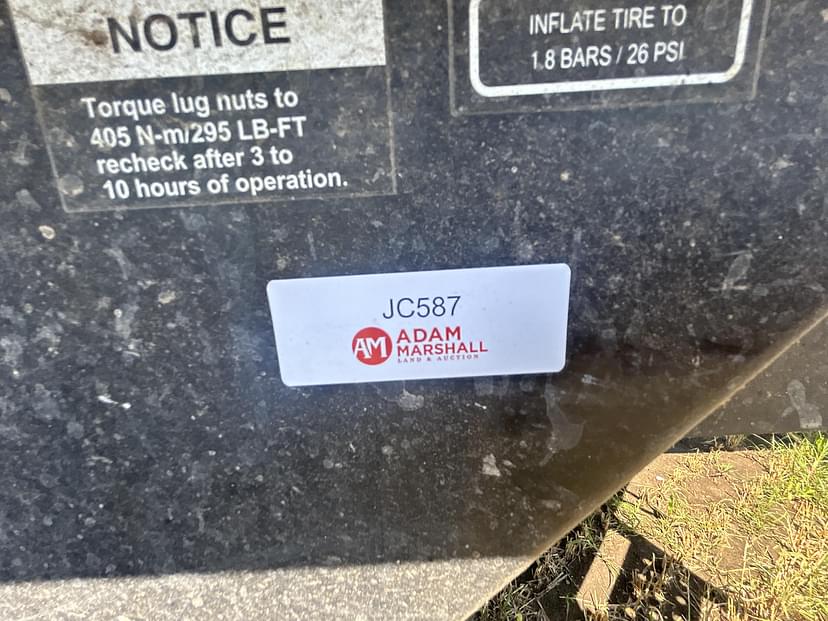 NOTICE
Torque lug nuts to
405 N-m/295 LB-FT
recheck after 3 to
10 hours of operation.
INFLATE TIRE TO
1.8 BARS / 26 PSI
JC587
AM
ADAM
MARSHALL
LAND & AUCTION